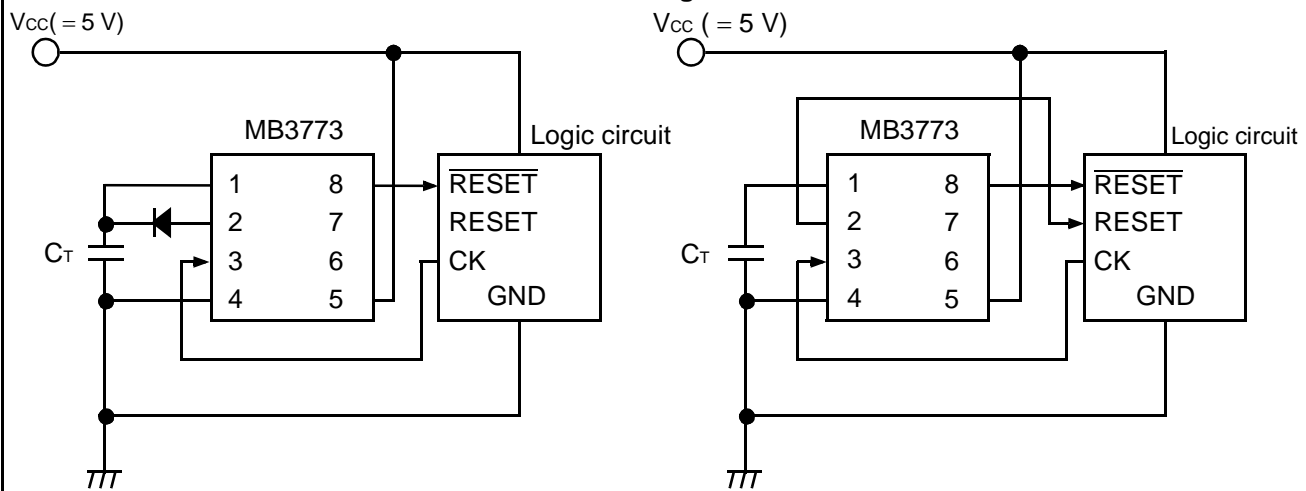 Vcc( = 5 V)
MB3773
Logic circuit
1 8
2 7
3 6
4 5
RESET
RESET
CK
GND
CT
Vcc ( = 5 V)
MB3773
Logic circuit
1 8
2 7
3 6
4 5
RESET
RESET
CK
GND
CT